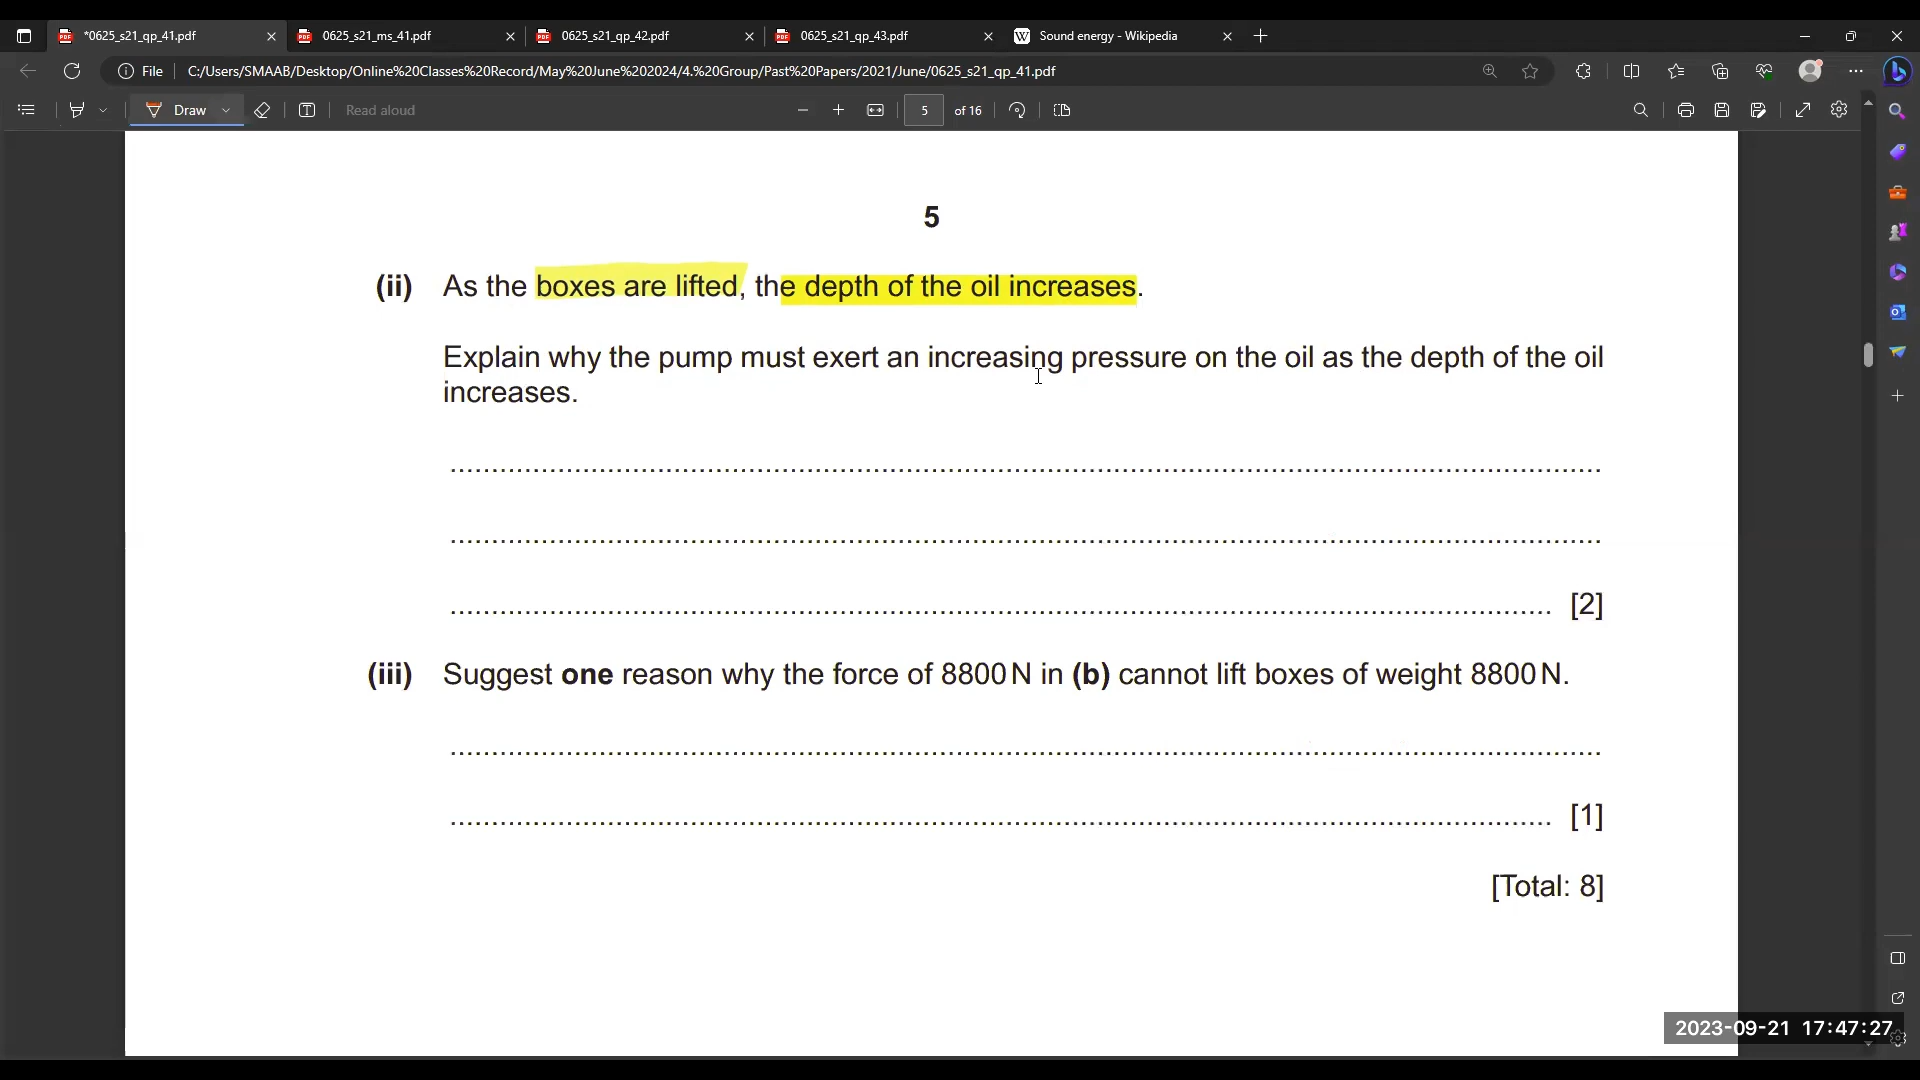 *0625_s21_qp_41.pdf
0625_s21_ms_41.pdf
0625_s21_qp_42.pdf
0625_s21_qp_43.pdf
Sound energy - Wikipedia
File
C:/Users/SMAAB/Desktop/Online%20Classes%20Record/May%20June%202024/4.%20Group/Past%20Papers/2021/June/0625_s21_qp_41.pdf
Draw
Read aloud
5 of 16
5
(ii) As the boxes are lifted, the depth of the oil increases.
Explain why the pump must exert an increasing pressure on the oil as the depth of the oil
increases.
[2]
(iii) Suggest one reason why the force of 8800 N in (b) cannot lift boxes of weight 8800 N.
[1]
[Total: 8]
2023-09-21 17:47:27